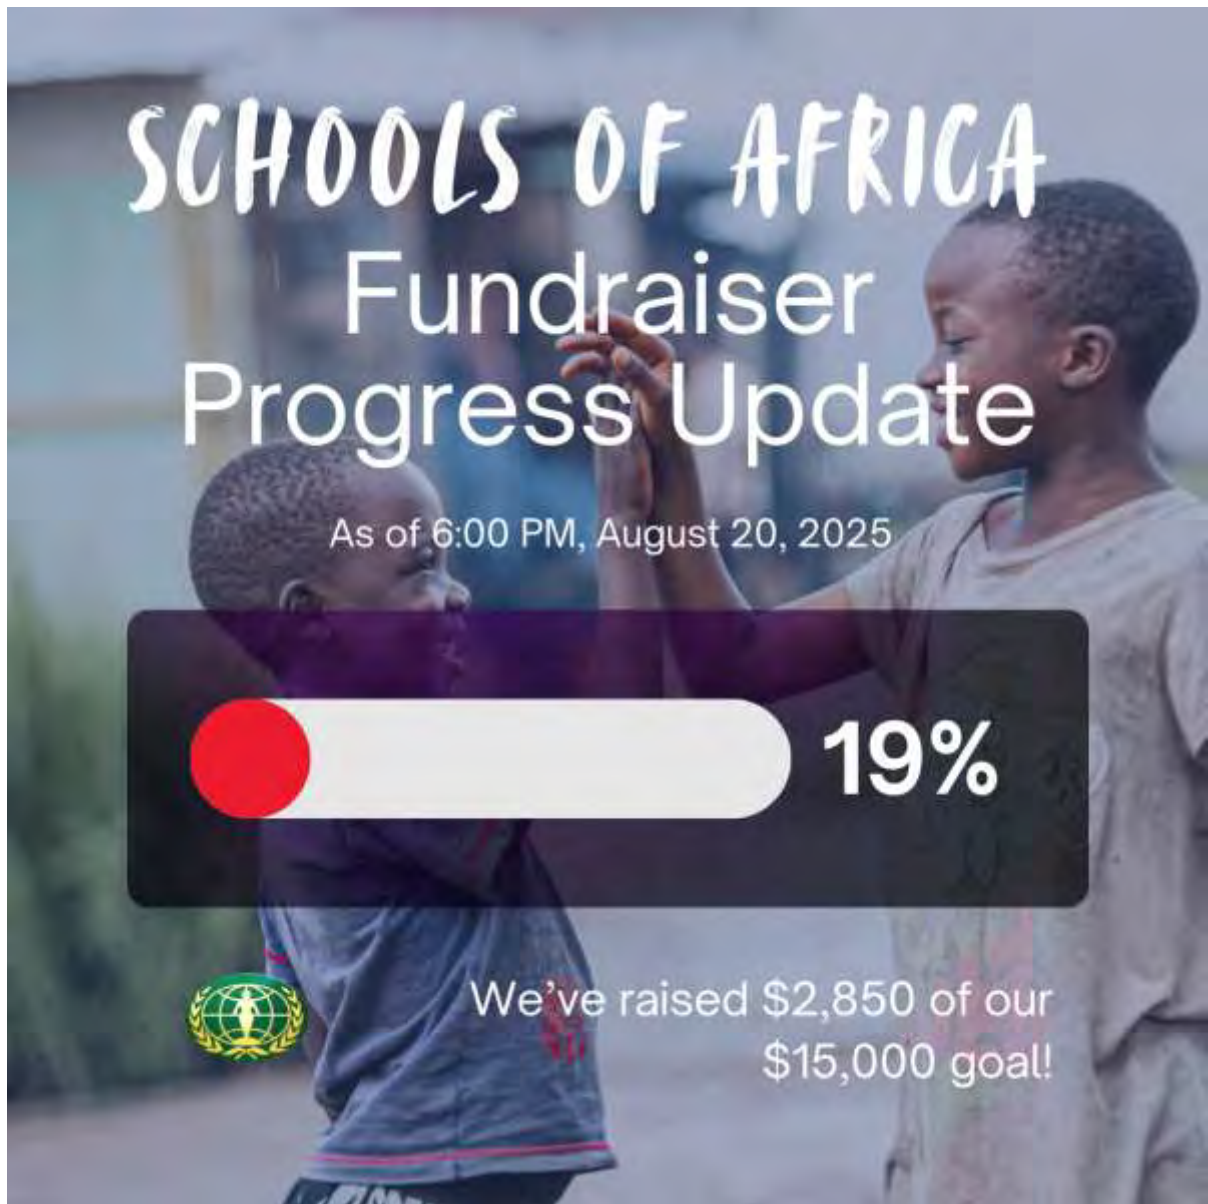 SCHOOLS OF AFRICA
Fundraiser
Progress Update
As of 6:00 PM, August 20, 2025
19%
We've raised $2,850 of our
$15,000 goal!